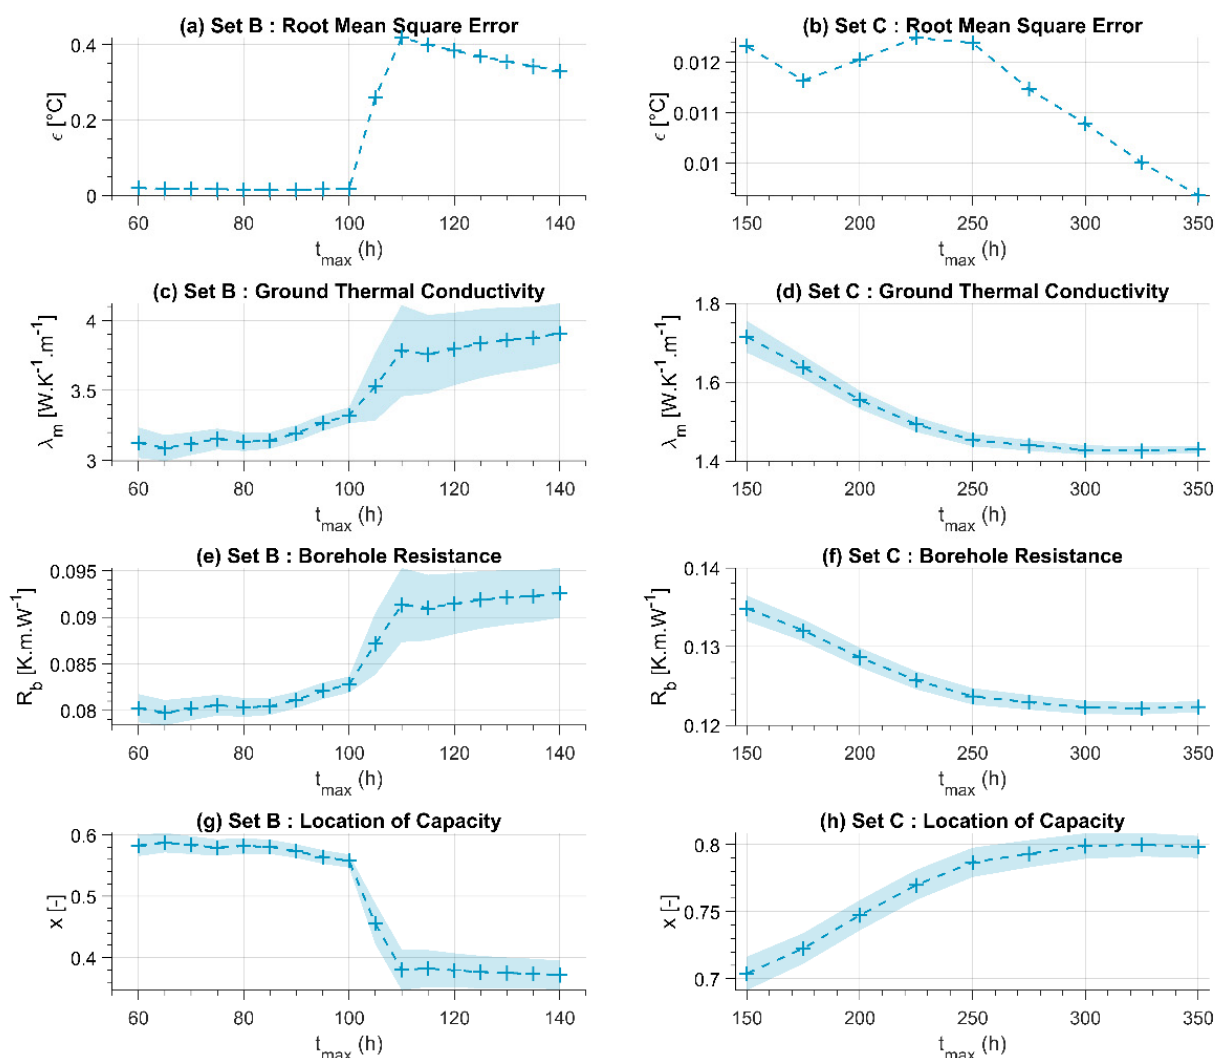 (a) Set B : Root Mean Square Error
0.4
0.2
0
ϵ [°C]
60 80 100 120 140
t_max (h)
(b) Set C : Root Mean Square Error
0.012
0.011
0.01
ϵ [°C]
150 200 250 300 350
t_max (h)
(c) Set B : Ground Thermal Conductivity
4
3.5
3
λ_m [W.K⁻¹.m⁻¹]
60 80 100 120 140
t_max (h)
(d) Set C : Ground Thermal Conductivity
1.8
1.6
1.4
λ_m [W.K⁻¹.m⁻¹]
150 200 250 300 350
t_max (h)
(e) Set B : Borehole Resistance
0.095
0.09
0.085
0.08
R_b [K.m.W⁻¹]
60 80 100 120 140
t_max (h)
(f) Set C : Borehole Resistance
0.14
0.13
0.12
R_b [K.m.W⁻¹]
150 200 250 300 350
t_max (h)
(g) Set B : Location of Capacity
0.6
0.5
0.4
x [-]
60 80 100 120 140
t_max (h)
(h) Set C : Location of Capacity
0.8
0.75
0.7
x [-]
150 200 250 300 350
t_max (h)